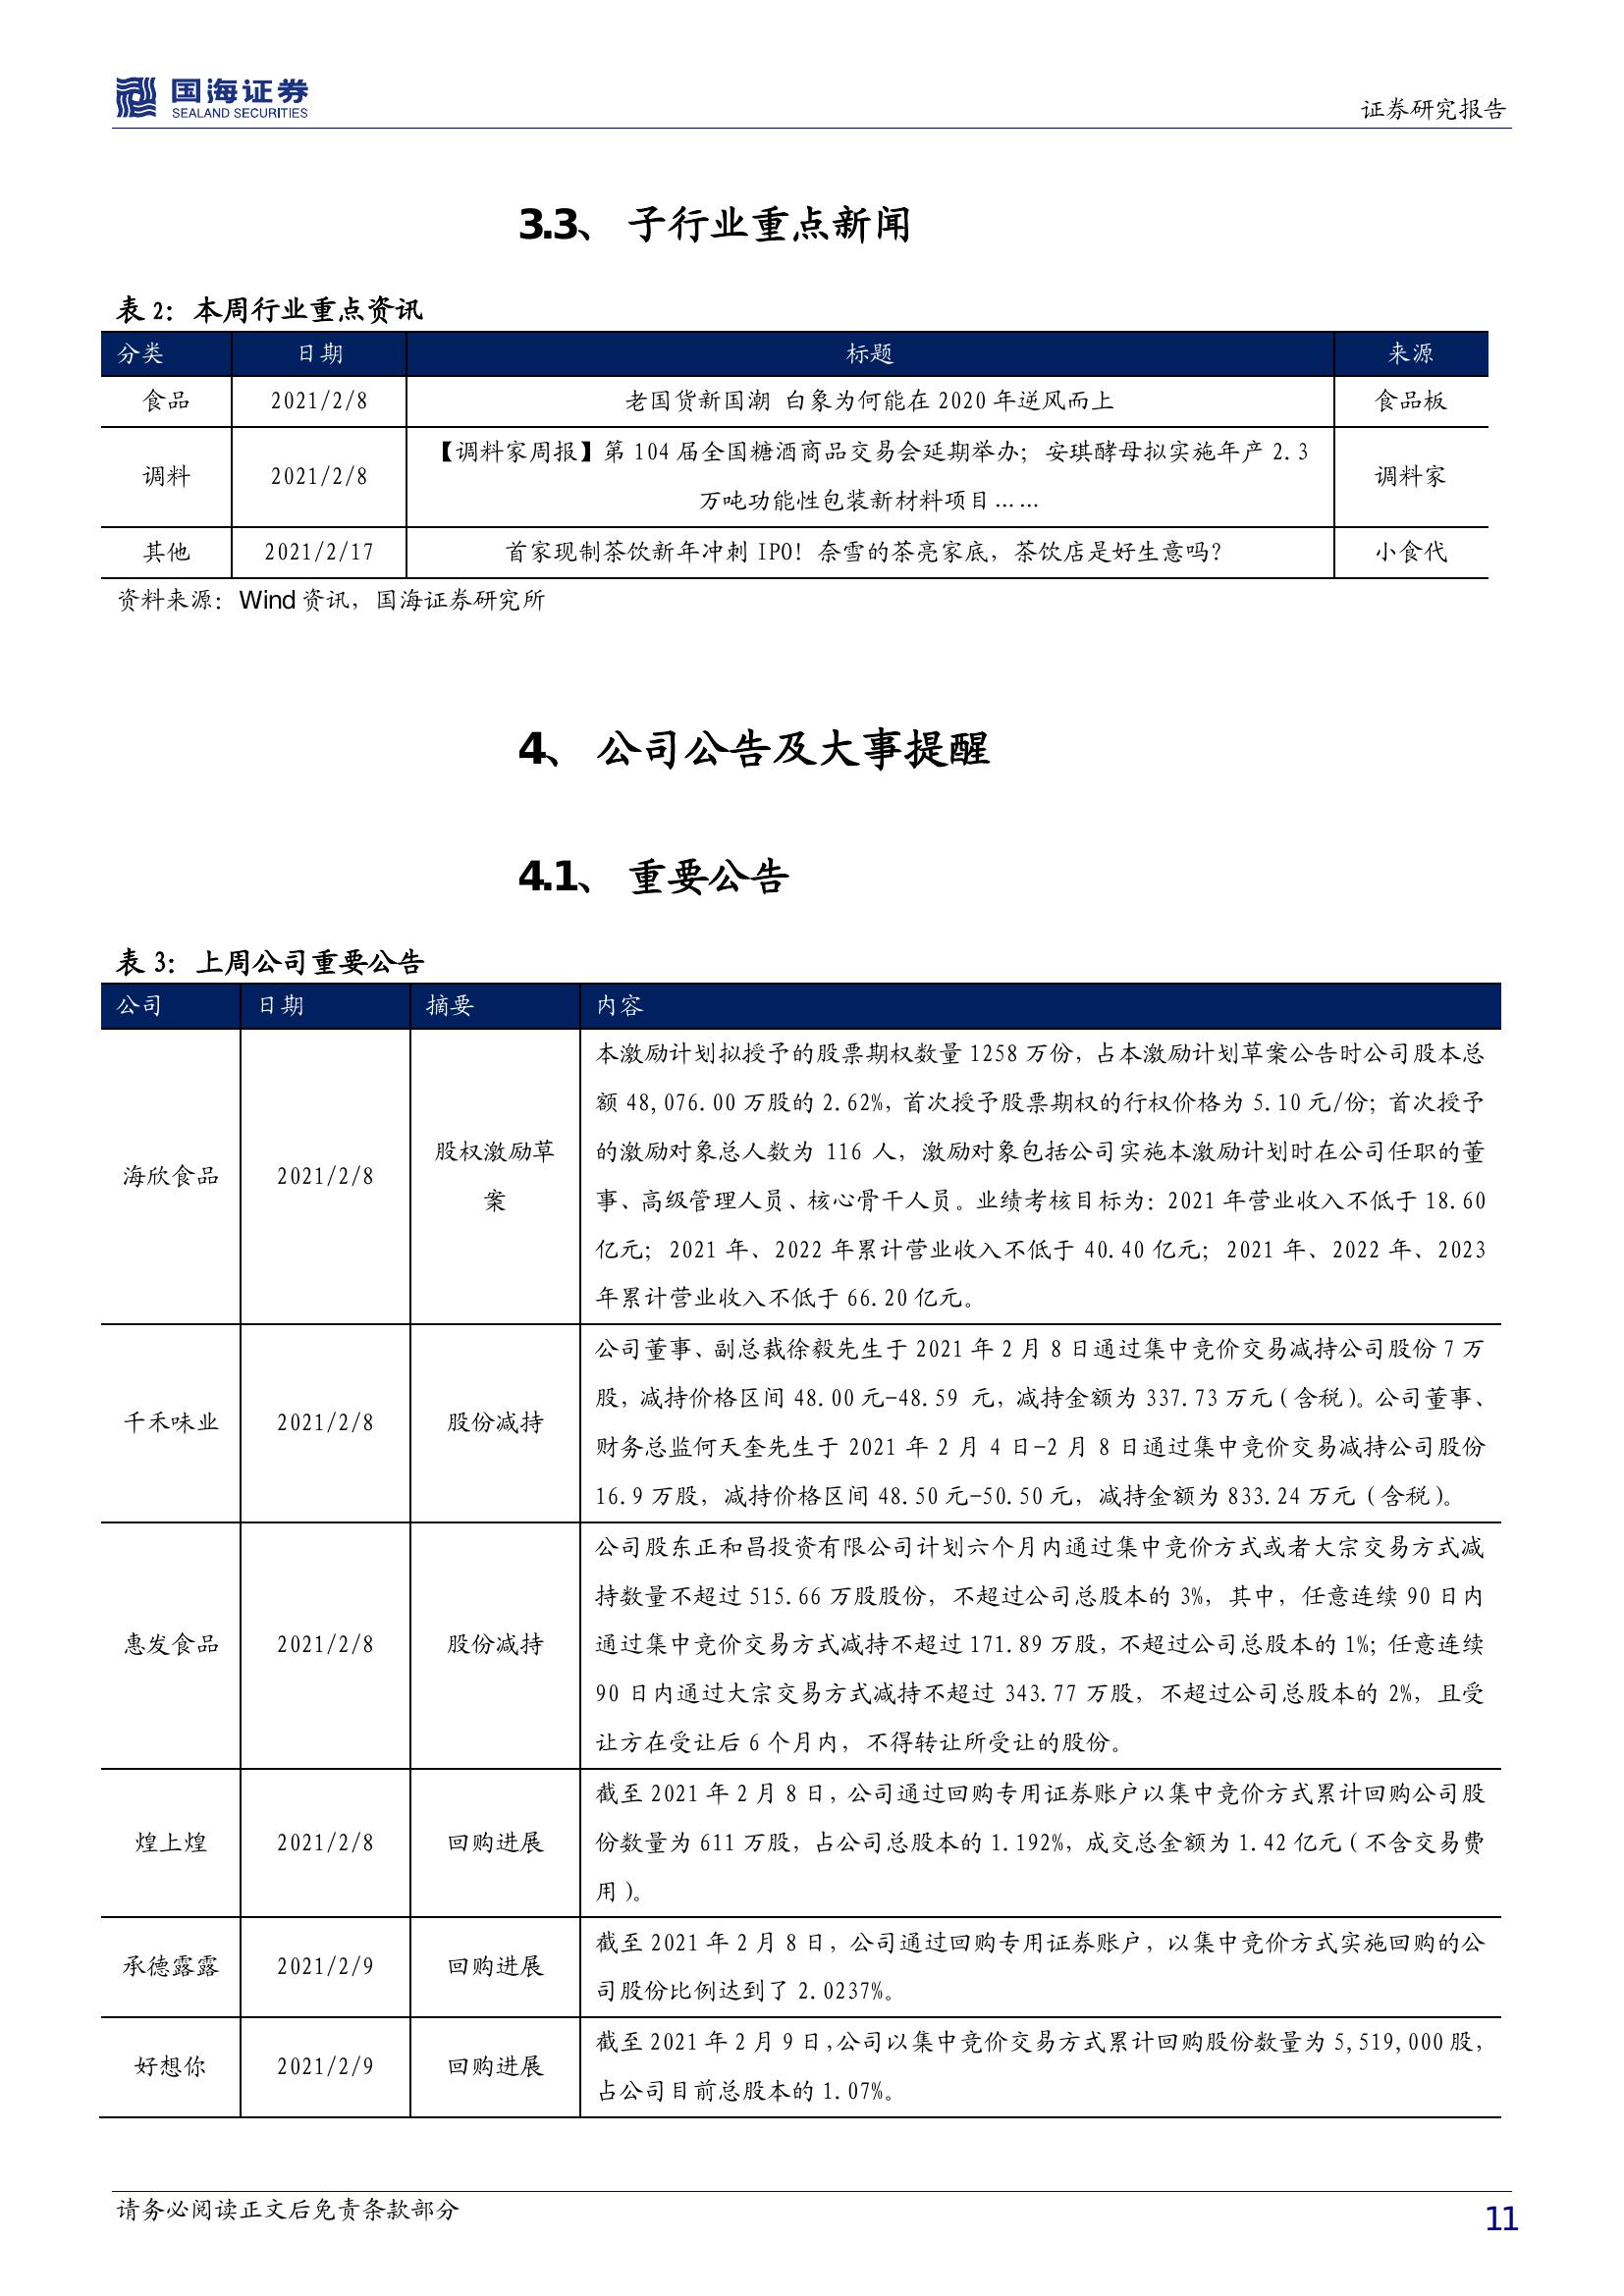 国海证券
SEALAND SECURITIES
证券研究报告
3.3、 子行业重点新闻
表 2：本周行业重点资讯
分类 日期 标题 来源
食品 2021/2/8 老国货新国潮 白象为何能在 2020 年逆风而上 食品板
调料 2021/2/8 【调料家周报】第 104 届全国糖酒商品交易会延期举办；安琪酵母拟实施年产 2.3
万吨功能性包装新材料项目…… 调料家
其他 2021/2/17 首家现制茶饮新年冲刺 IPO！奈雪的茶亮家底，茶饮店是好生意吗？ 小食代
资料来源：Wind 资讯，国海证券研究所
4、 公司公告及大事提醒
4.1、 重要公告
表 3：上周公司重要公告
公司 日期 摘要 内容
海欣食品 2021/2/8 股权激励草
案
本激励计划拟授予的股票期权数量 1258 万份，占本激励计划草案公告时公司股本总
额 48,076.00 万股的 2.62%，首次授予股票期权的行权价格为 5.10 元/份；首次授予
的激励对象总人数为 116 人，激励对象包括公司实施本激励计划时在公司任职的董
事、高级管理人员、核心骨干人员。业绩考核目标为：2021 年营业收入不低于 18.60
亿元；2021 年、2022 年累计营业收入不低于 40.40 亿元；2021 年、2022 年、2023
年累计营业收入不低于 66.20 亿元。
千禾味业 2021/2/8 股份减持
公司董事、副总裁徐毅先生于 2021 年 2 月 8 日通过集中竞价交易减持公司股份 7 万
股，减持价格区间 48.00 元-48.59 元，减持金额为 337.73 万元（含税）。公司董事、
财务总监何天奎先生于 2021 年 2 月 4 日-2 月 8 日通过集中竞价交易减持公司股份
16.9 万股，减持价格区间 48.50 元-50.50 元，减持金额为 833.24 万元（含税）。
惠发食品 2021/2/8 股份减持
公司股东正和昌投资有限公司计划六个月内通过集中竞价方式或者大宗交易方式减
持数量不超过 515.66 万股股份，不超过公司总股本的 3%，其中，任意连续 90 日内
通过集中竞价交易方式减持不超过 171.89 万股，不超过公司总股本的 1%；任意连续
90 日内通过大宗交易方式减持不超过 343.77 万股，不超过公司总股本的 2%，且受
让方在受让后 6 个月内，不得转让所受让的股份。
煌上煌 2021/2/8 回购进展
截至 2021 年 2 月 8 日，公司通过回购专用证券账户以集中竞价方式累计回购公司股
份数量为 611 万股，占公司总股本的 1.192%，成交总金额为 1.42 亿元（不含交易费
用）。
承德露露 2021/2/9 回购进展
截至 2021 年 2 月 8 日，公司通过回购专用证券账户，以集中竞价方式实施回购的公
司股份比例达到了 2.0237%。
好想你 2021/2/9 回购进展
截至 2021 年 2 月 9 日，公司以集中竞价交易方式累计回购股份数量为 5,519,000 股，
占公司目前总股本的 1.07%。
请务必阅读正文后免责条款部分
11